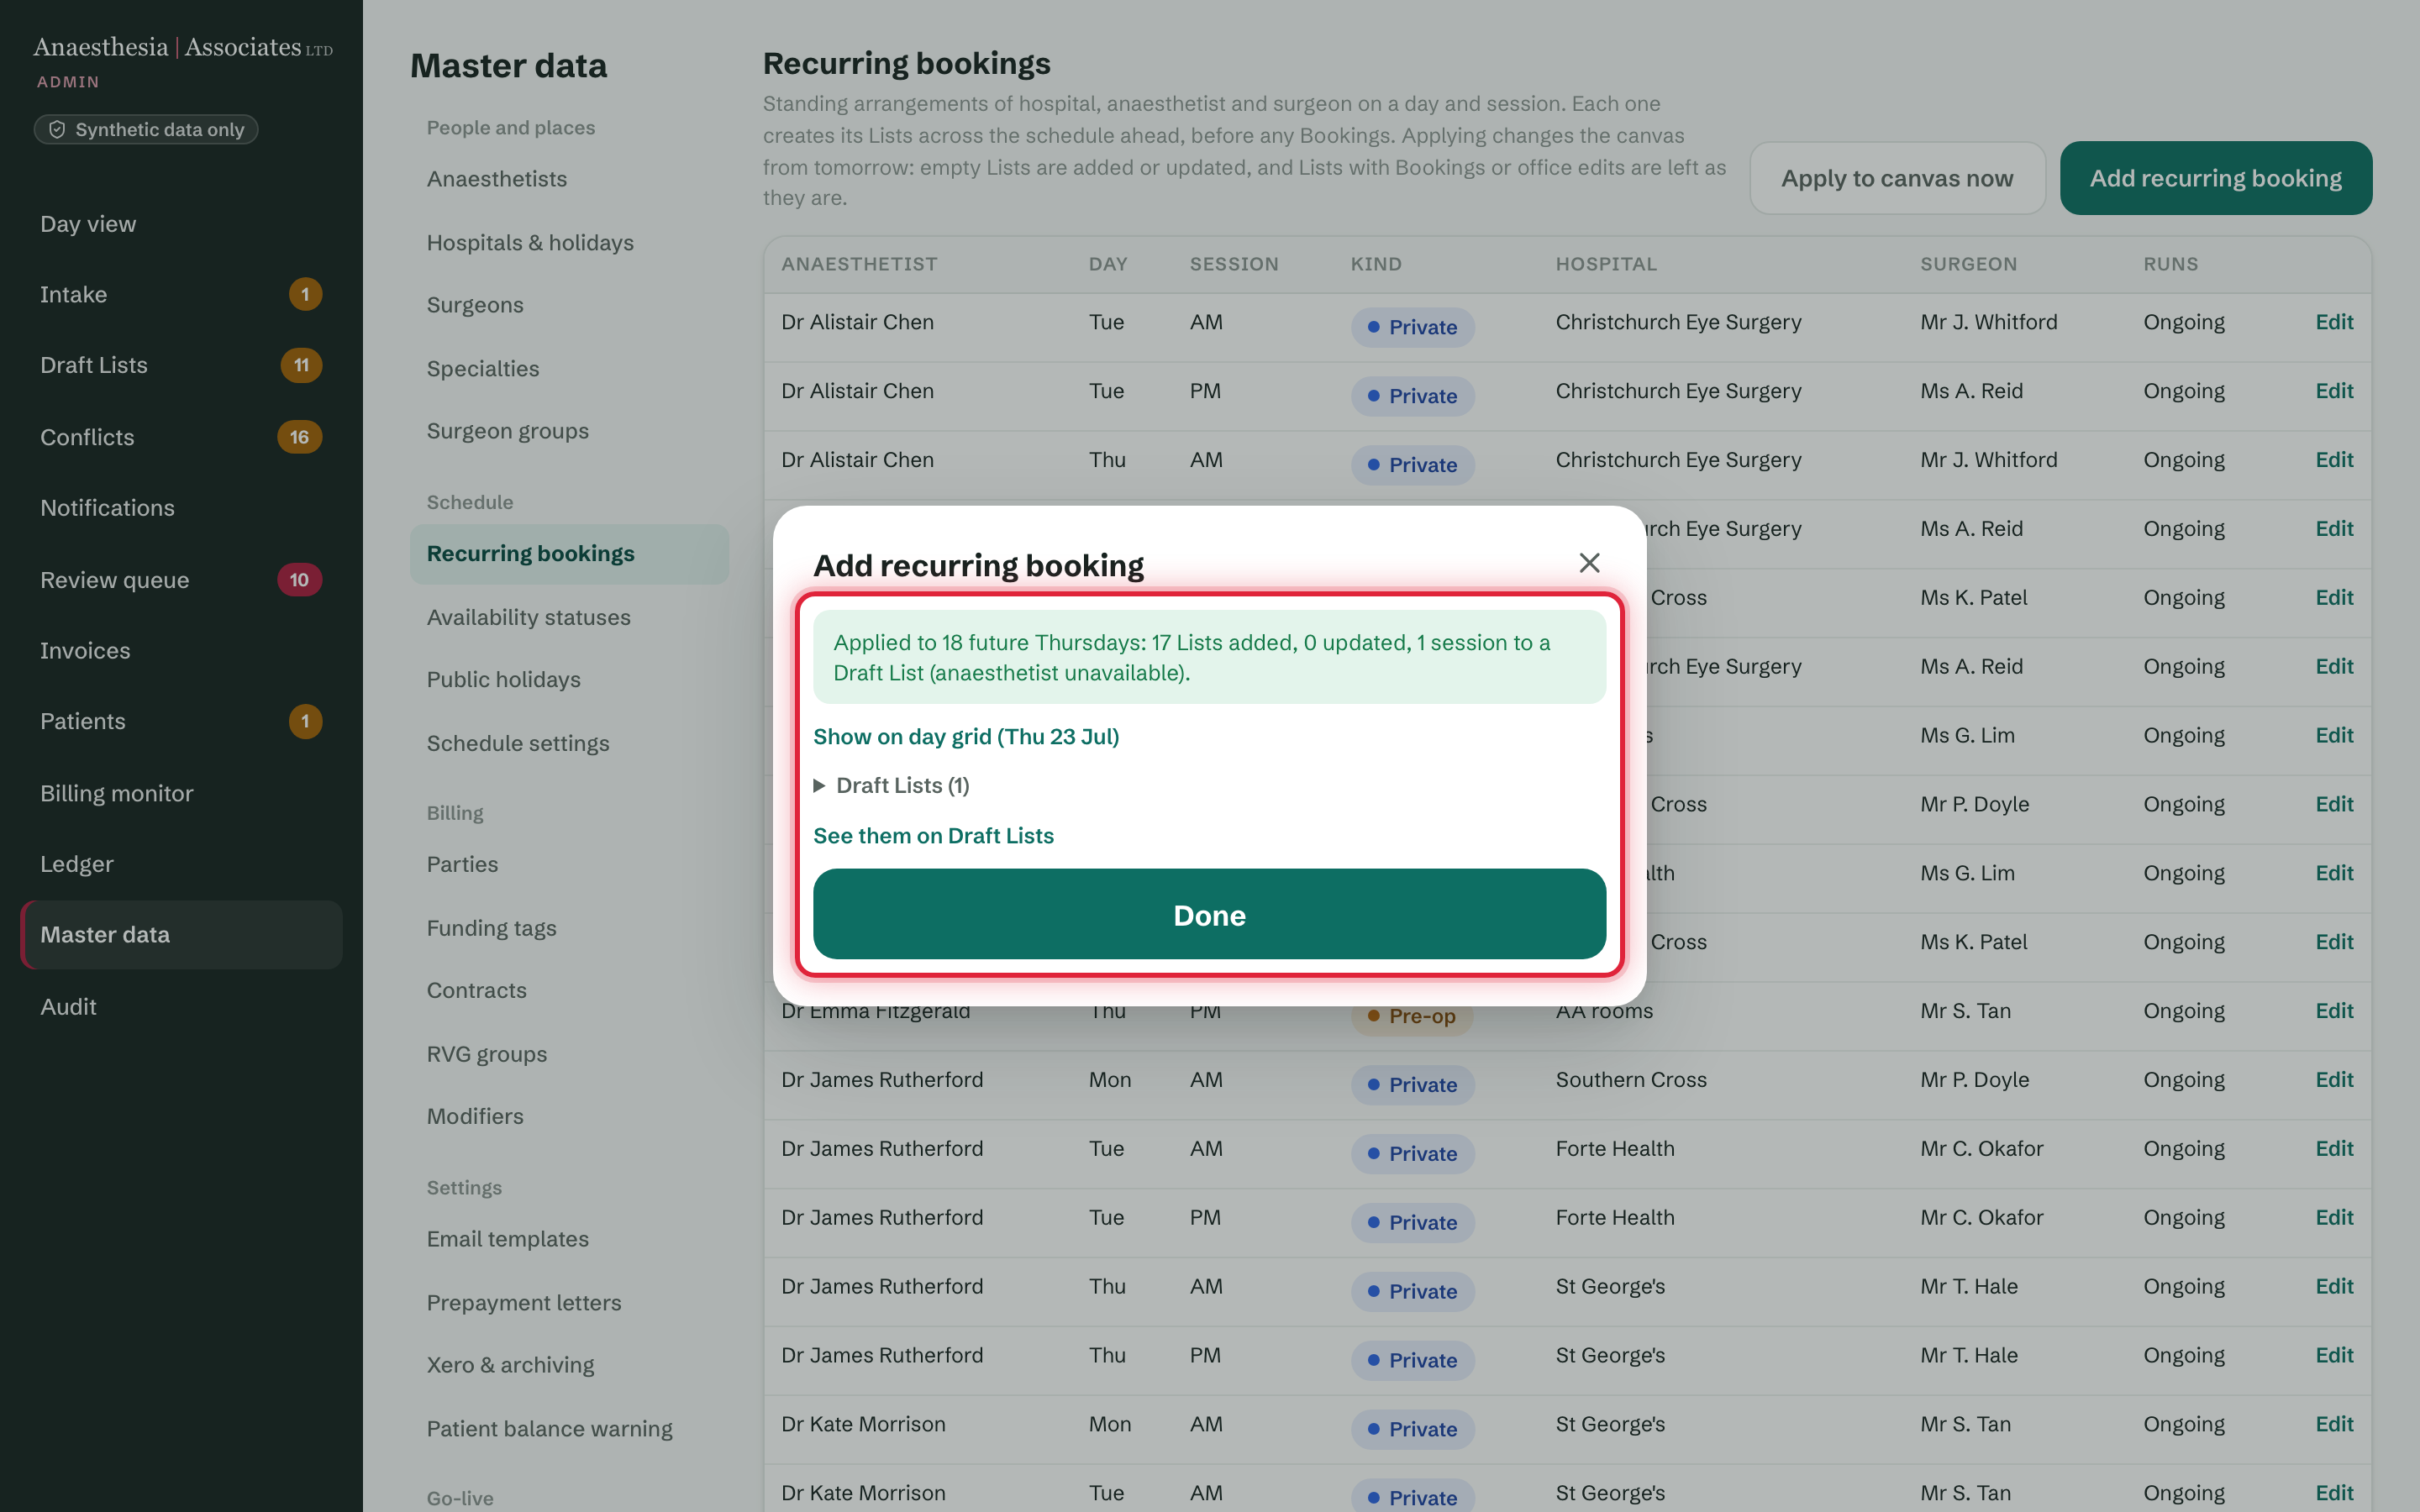 Anaesthesia | Associates LTD
ADMIN
Synthetic data only
Day view
Intake 1
Draft Lists 11
Conflicts 16
Notifications
Review queue 10
Invoices
Patients 1
Billing monitor
Ledger
Master data
Audit
Master data
People and places
Anaesthetists
Hospitals & holidays
Surgeons
Specialties
Surgeon groups
Schedule
Recurring bookings
Availability statuses
Public holidays
Schedule settings
Billing
Parties
Funding tags
Contracts
RVG groups
Modifiers
Settings
Email templates
Prepayment letters
Xero & archiving
Patient balance warning
Go-live
Recurring bookings
Standing arrangements of hospital, anaesthetist and surgeon on a day and session. Each one
creates its Lists across the schedule ahead, before any Bookings. Applying changes the canvas
from tomorrow: empty Lists are added or updated, and Lists with Bookings or office edits are left as
they are.
Apply to canvas now
Add recurring booking
ANAESTHETIST DAY SESSION KIND HOSPITAL SURGEON RUNS
Dr Alistair Chen Tue AM Private Christchurch Eye Surgery Mr J. Whitford Ongoing Edit
Dr Alistair Chen Tue PM Private Christchurch Eye Surgery Ms A. Reid Ongoing Edit
Dr Alistair Chen Thu AM Private Christchurch Eye Surgery Mr J. Whitford Ongoing Edit
Eye Surgery Ms A. Reid Ongoing Edit
Cross Ms K. Patel Ongoing Edit
Eye Surgery Ms A. Reid Ongoing Edit
Ms G. Lim Ongoing Edit
Cross Mr P. Doyle Ongoing Edit
Ms G. Lim Ongoing Edit
Cross Ms K. Patel Ongoing Edit
Dr Emma Fitzgerald Thu PM Pre-op AA rooms Mr S. Tan Ongoing Edit
Dr James Rutherford Mon AM Private Southern Cross Mr P. Doyle Ongoing Edit
Dr James Rutherford Tue AM Private Forte Health Mr C. Okafor Ongoing Edit
Dr James Rutherford Tue PM Private Forte Health Mr C. Okafor Ongoing Edit
Dr James Rutherford Thu AM Private St George's Mr T. Hale Ongoing Edit
Dr James Rutherford Thu PM Private St George's Mr T. Hale Ongoing Edit
Dr Kate Morrison Mon AM Private St George's Mr S. Tan Ongoing Edit
Dr Kate Morrison Tue AM Private St George's Mr S. Tan Ongoing Edit
Add recurring booking
Applied to 18 future Thursdays: 17 Lists added, 0 updated, 1 session to a
Draft List (anaesthetist unavailable).
Show on day grid (Thu 23 Jul)
Draft Lists (1)
See them on Draft Lists
Done